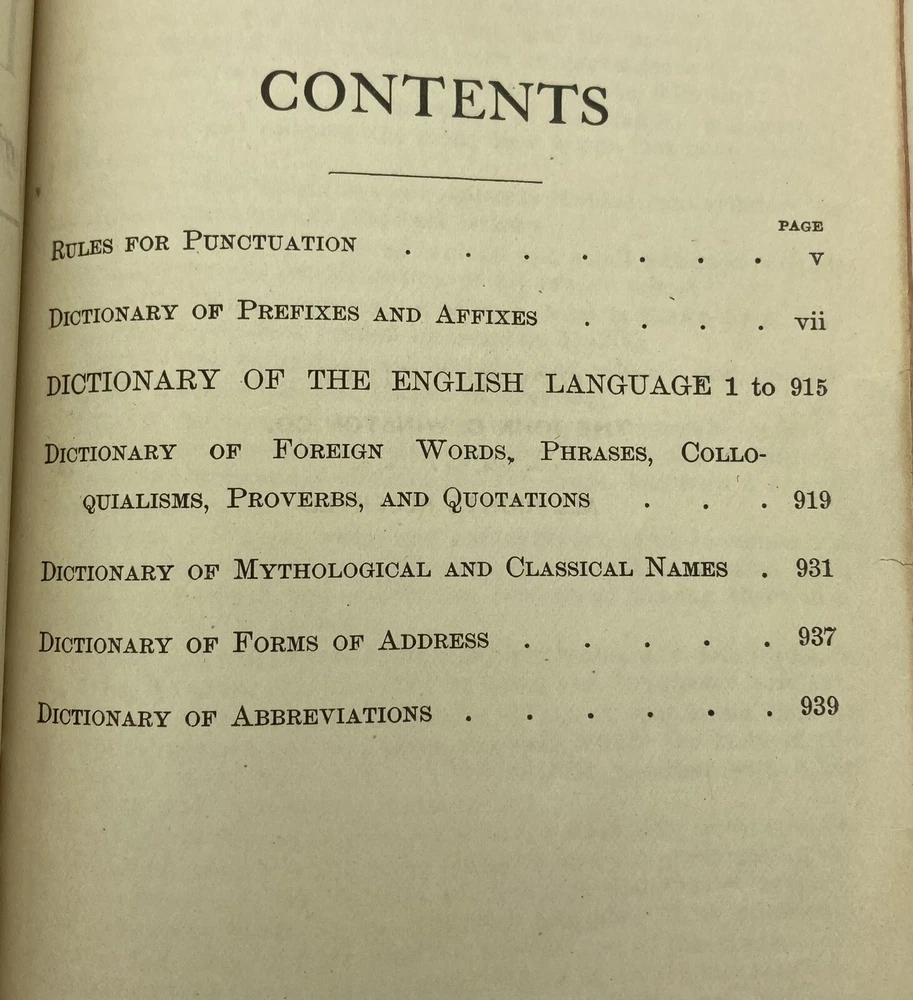 CONTENTS
PAGE
RULES FOR PUNCTUATION . . . . . . . v
DICTIONARY OF PREFIXES AND AFFIXES . . . . vii
DICTIONARY OF THE ENGLISH LANGUAGE 1 to 915
DICTIONARY OF FOREIGN WORDS, PHRASES, COLLO-
QUIALISMS, PROVERBS, AND QUOTATIONS . . . 919
DICTIONARY OF MYTHOLOGICAL AND CLASSICAL NAMES . 931
DICTIONARY OF FORMS OF ADDRESS . . . . . 937
DICTIONARY OF ABBREVIATIONS . . . . . . 939